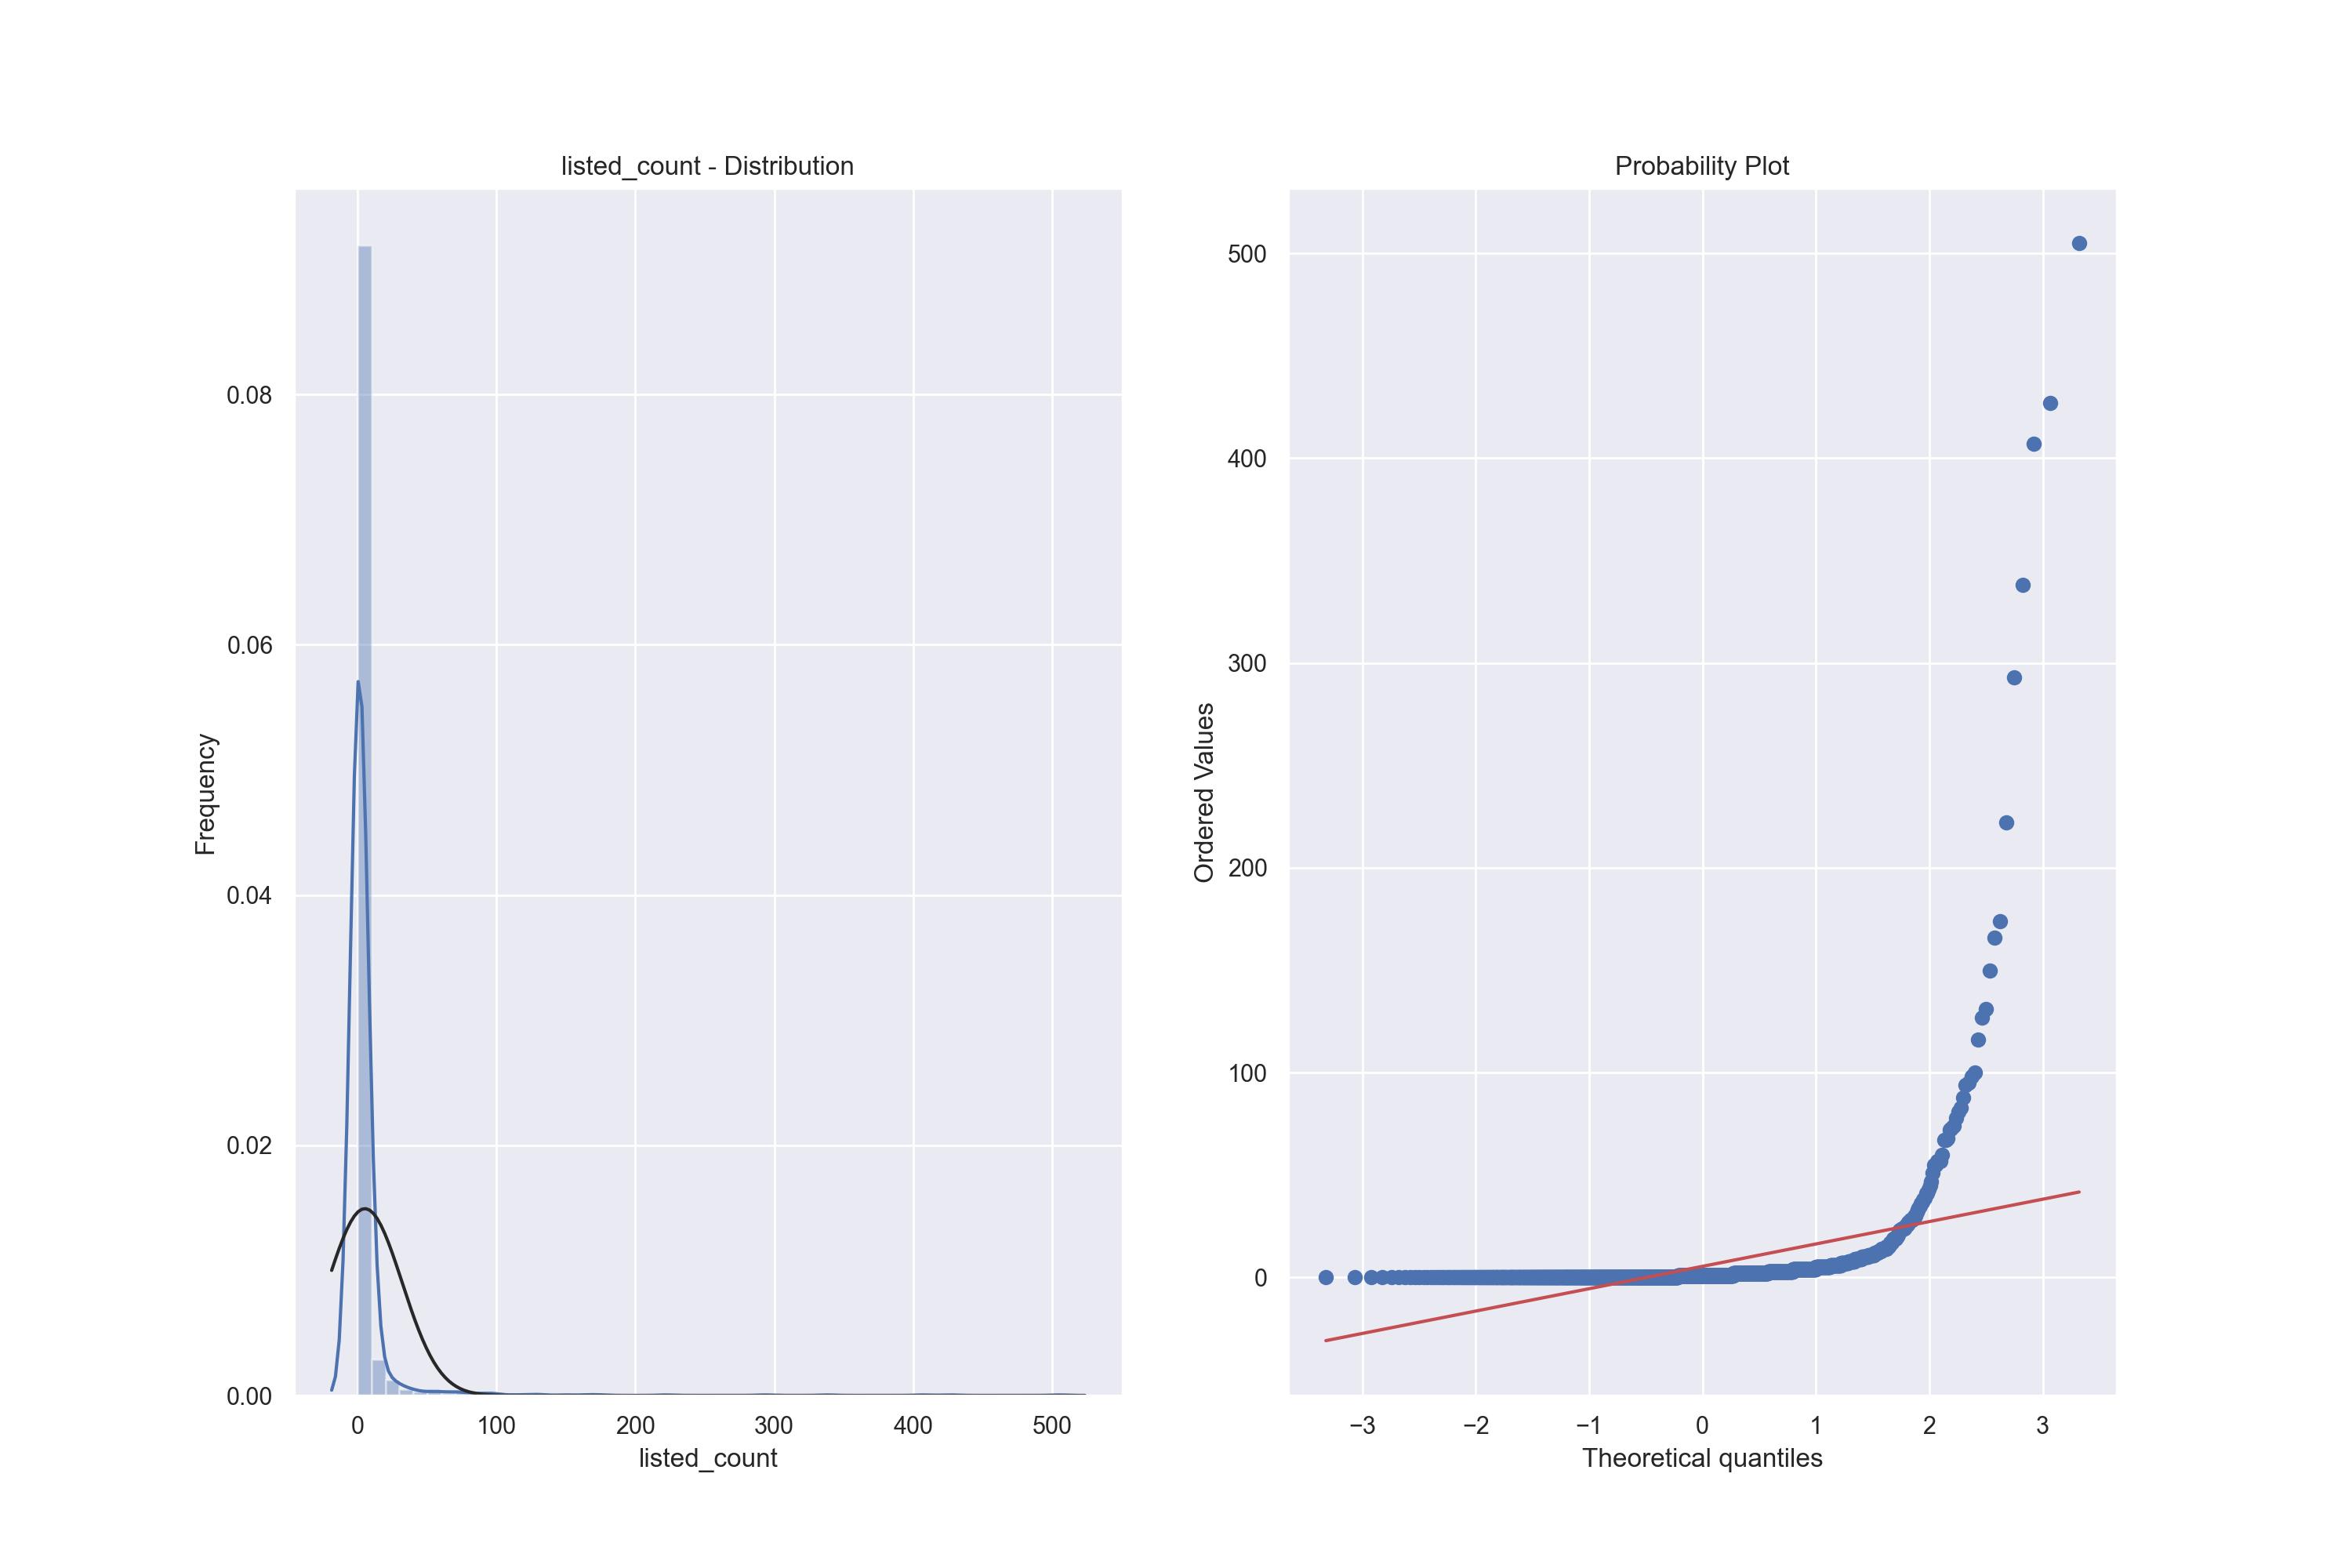 listed_count - Distribution
Frequency
0.08
0.06
0.04
0.02
0.00
0 100 200 300 400 500
listed_count
Probability Plot
Ordered Values
500
400
300
200
100
0
−3 −2 −1 0 1 2 3
Theoretical quantiles